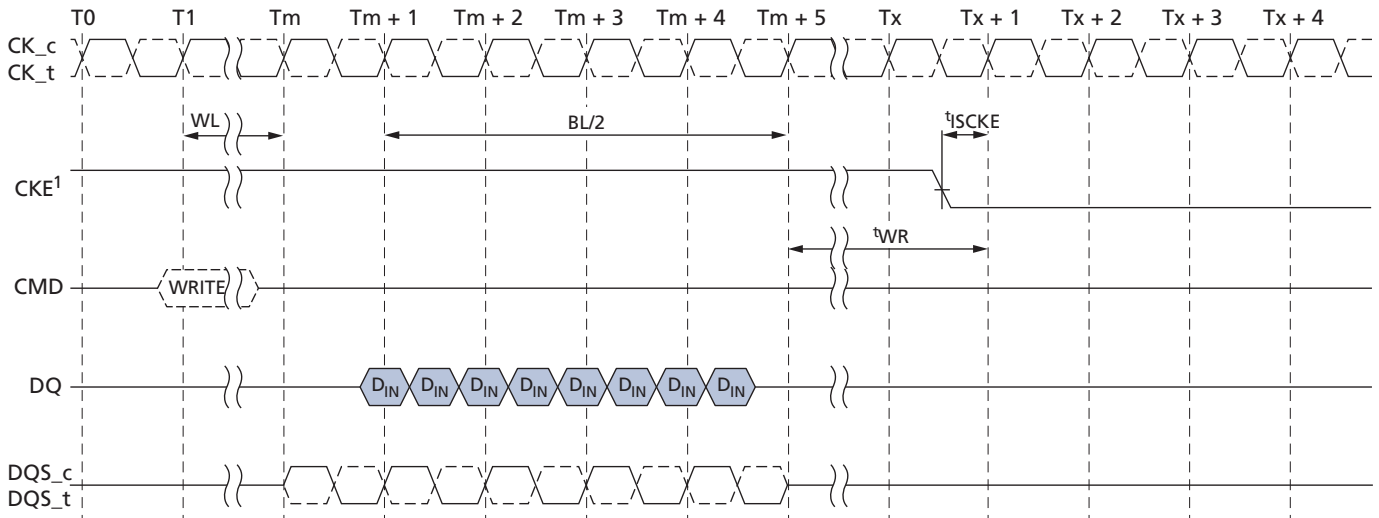 T0 T1 Tm Tm + 1 Tm + 2 Tm + 3 Tm + 4 Tm + 5 Tx Tx + 1 Tx + 2 Tx + 3 Tx + 4
CK_c
CK_t
WL BL/2 tISCKE
CKE1
tWR
CMD WRITE
DQ DIN DIN DIN DIN DIN DIN DIN DIN
DQS_c
DQS_t